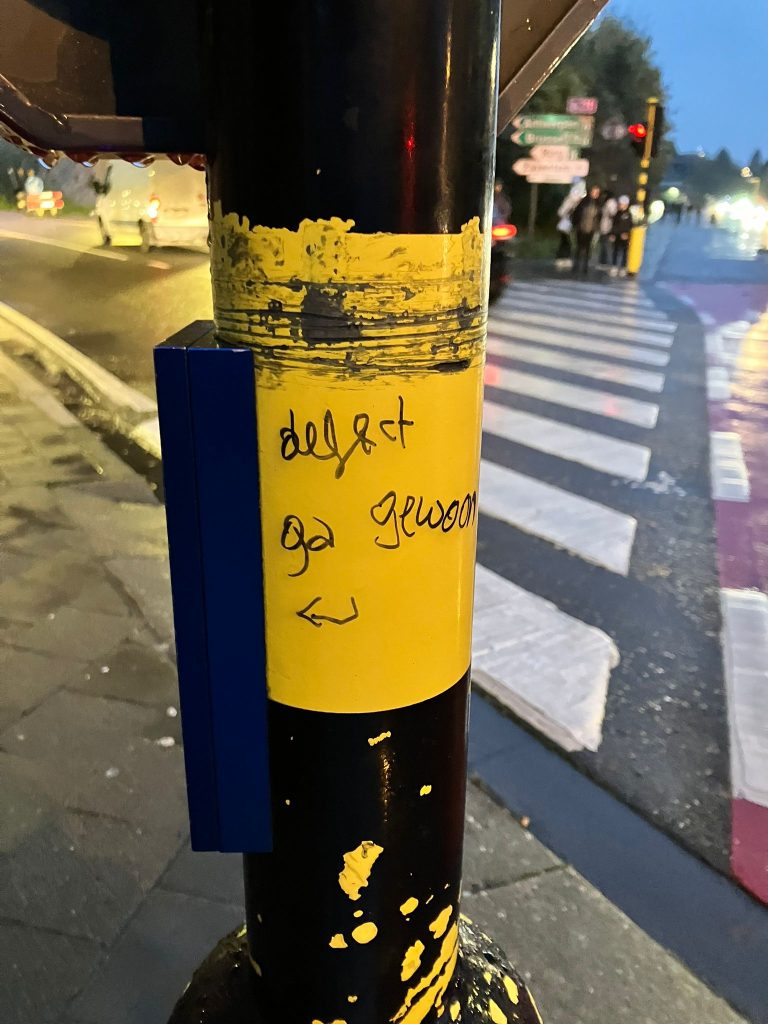 defect
ga gewoon
←